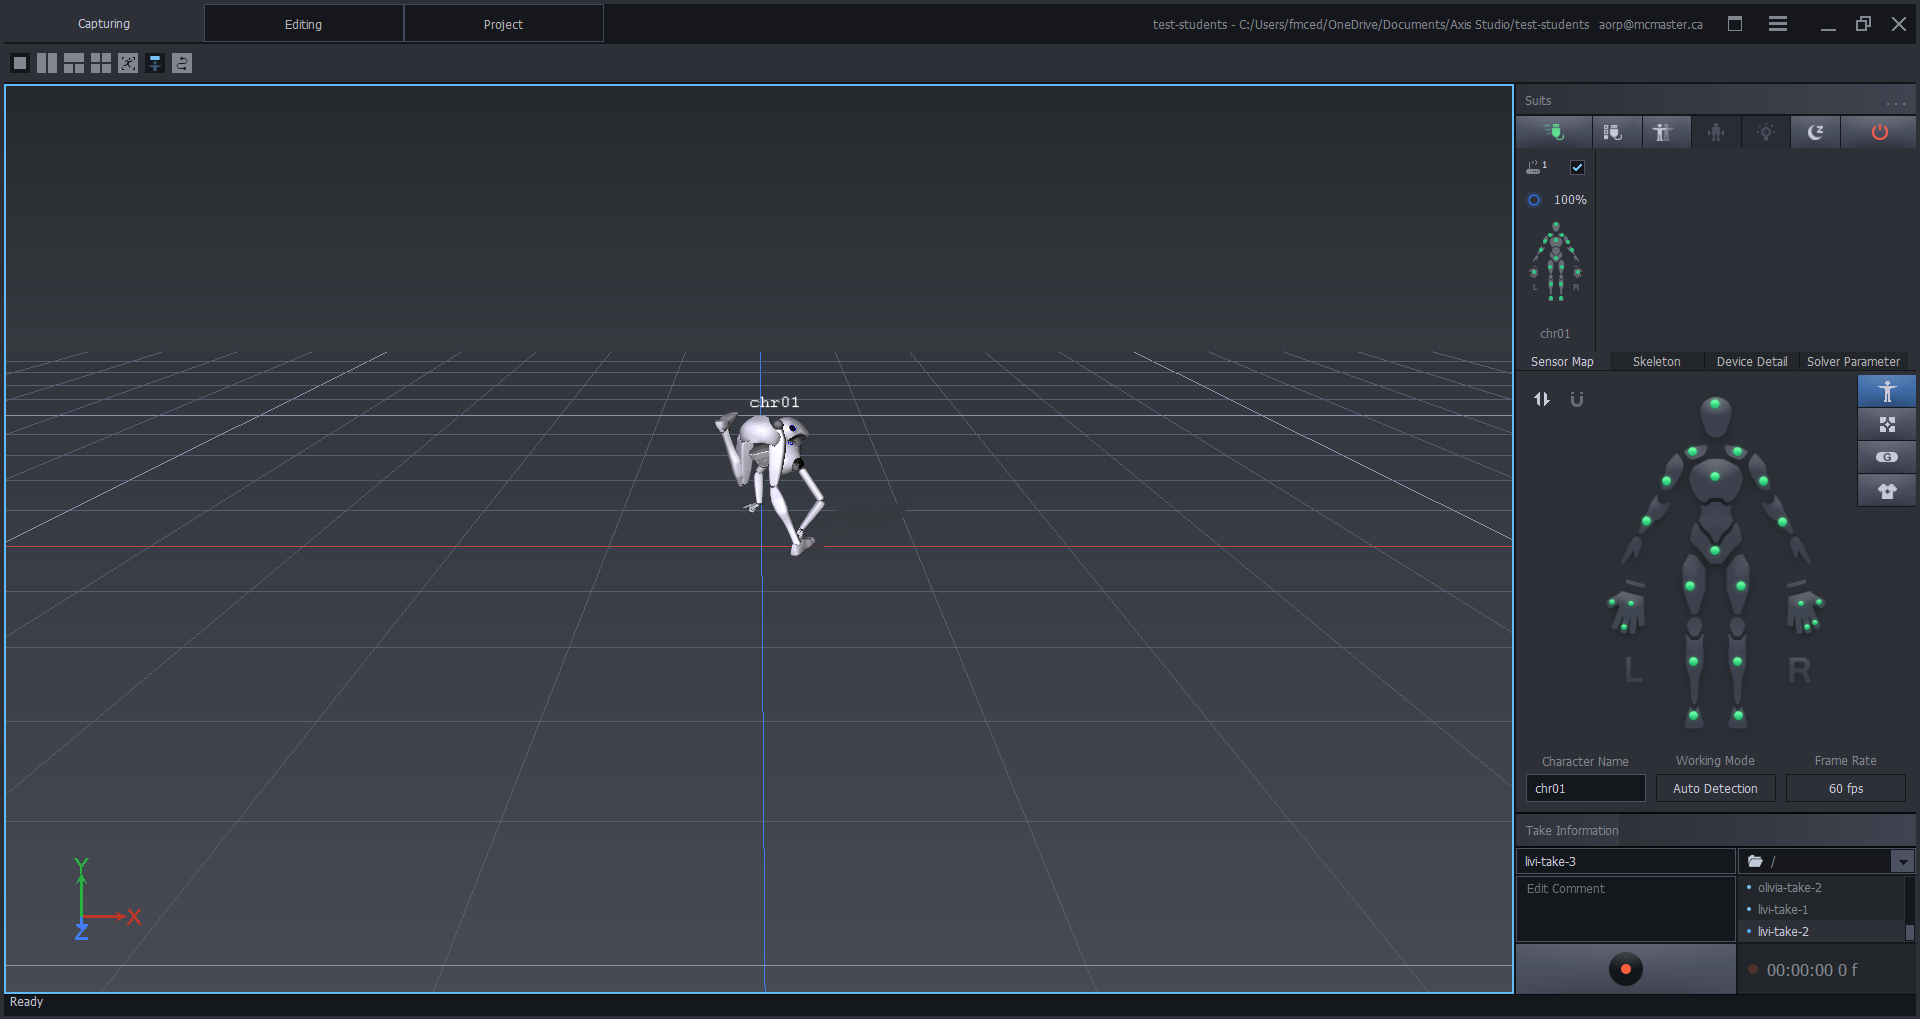 Capturing
Editing
Project
test-students - C:/Users/fmced/OneDrive/Documents/Axis Studio/test-students aorp@mcmaster.ca
Suits
...
1
100%
L R
chr01
Sensor Map Skeleton Device Detail Solver Parameter
chr01
G
L R
Character Name Working Mode Frame Rate
chr01 Auto Detection 60 fps
Take Information
livi-take-3
/
Edit Comment
olivia-take-2
livi-take-1
livi-take-2
00:00:00 0 f
Y
X
Z
Ready